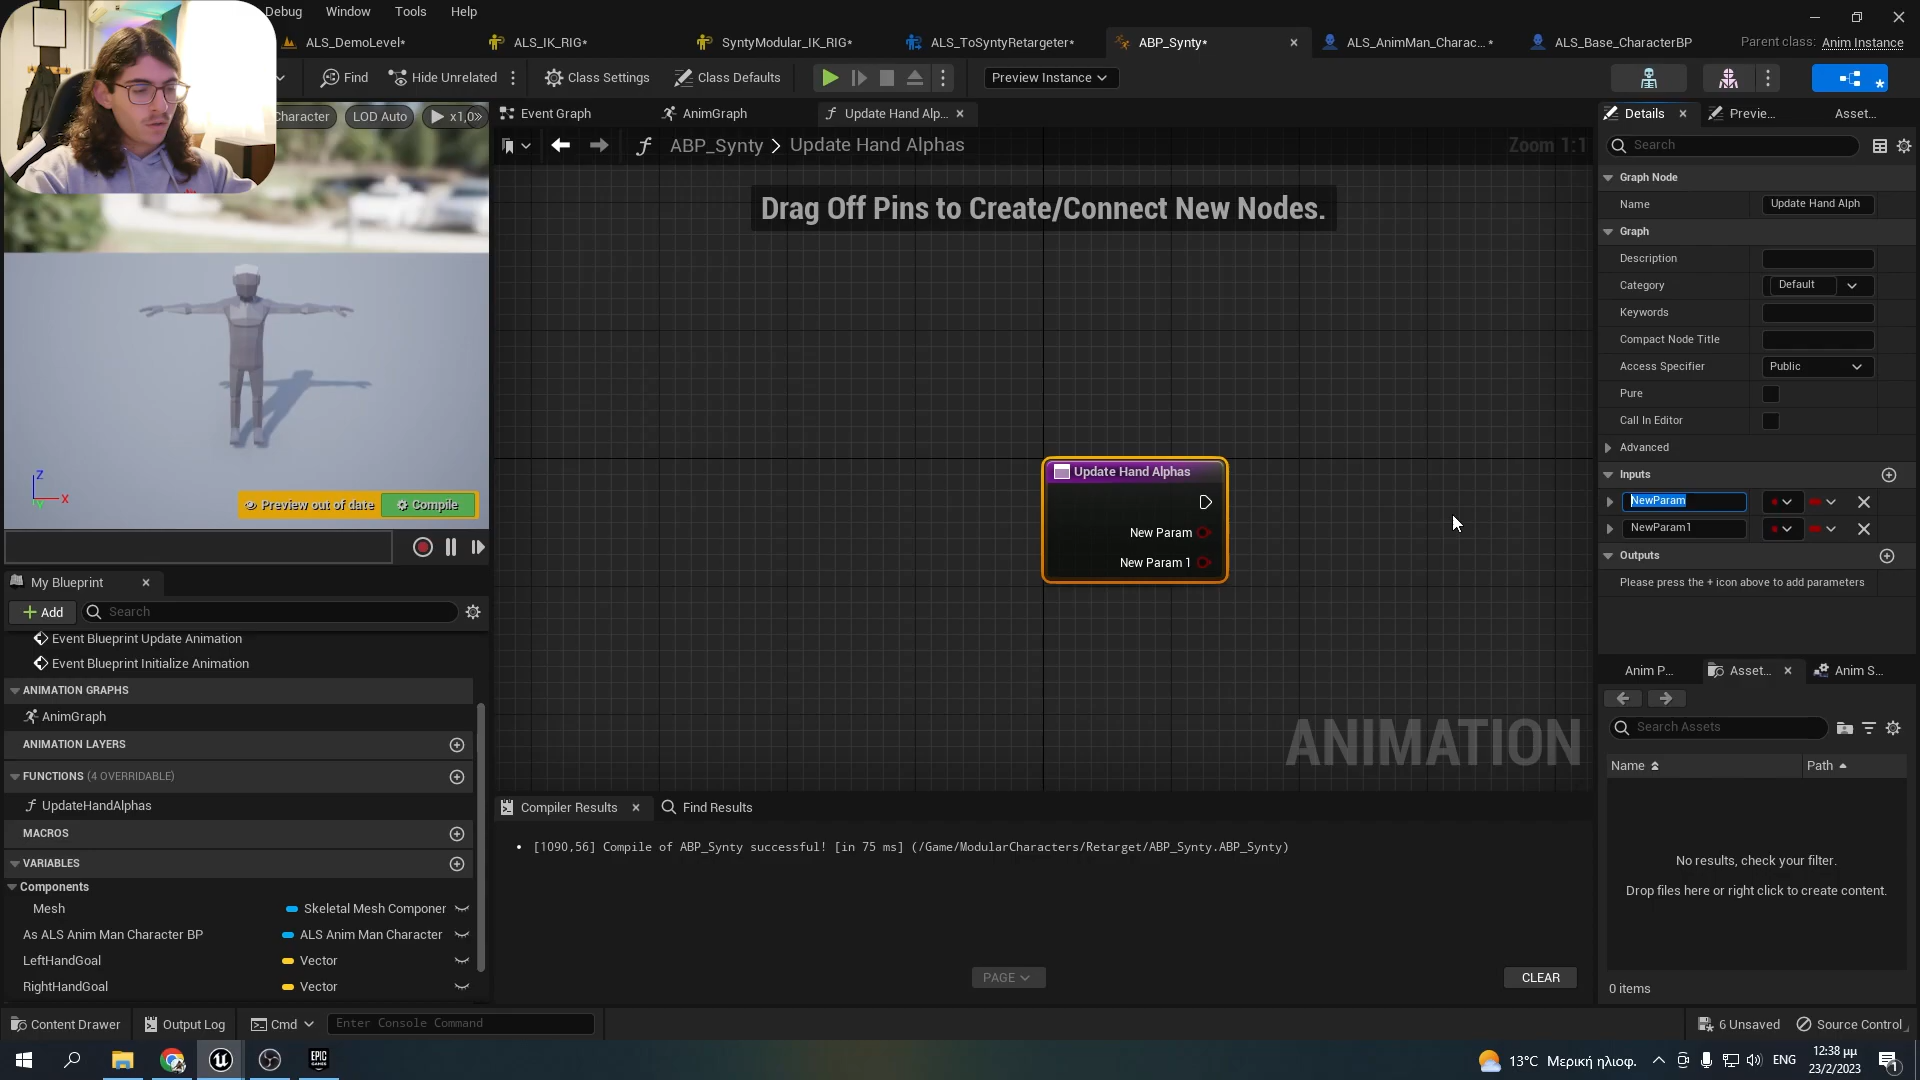 Debug Window Tools Help
ALS_DemoLevel* ALS_IK_RIG* SyntyModular_IK_RIG* ALS_ToSyntyRetargeter* ABP_Synty* ALS_AnimMan_Charac...* ALS_Base_CharacterBP Parent class: Anim Instance
Find Hide Unrelated Class Settings Class Defaults Preview Instance
Character LOD Auto x1,0
Event Graph AnimGraph Update Hand Alp... Details Previe... Asset...
ABP_Synty > Update Hand Alphas Zoom 1:1 Search
Drag Off Pins to Create/Connect New Nodes.
Graph Node
Name Update Hand Alph
Graph
Description
Category Default
Keywords
Compact Node Title
Access Specifier Public
Pure
Call In Editor
Advanced
Inputs
NewParam
NewParam1
Outputs
Please press the + icon above to add parameters
Update Hand Alphas
New Param
New Param 1
ANIMATION
Z
X
Preview out of date Compile
My Blueprint
Add Search
Event Blueprint Update Animation
Event Blueprint Initialize Animation
ANIMATION GRAPHS
AnimGraph
ANIMATION LAYERS
FUNCTIONS (4 OVERRIDABLE)
UpdateHandAlphas
MACROS
VARIABLES
Components
Mesh Skeletal Mesh Componer
As ALS Anim Man Character BP ALS Anim Man Character
LeftHandGoal Vector
RightHandGoal Vector
Compiler Results Find Results
[1090,56] Compile of ABP_Synty successful! [in 75 ms] (/Game/ModularCharacters/Retarget/ABP_Synty.ABP_Synty)
PAGE CLEAR
Anim P... Asset... Anim S...
Search Assets
Name Path
No results, check your filter.
Drop files here or right click to create content.
0 items
Content Drawer Output Log Cmd Enter Console Command 6 Unsaved Source Control
EPIC GAMES 13°C Μερική ηλιοφ. ENG 12:38 μμ
23/2/2023 1